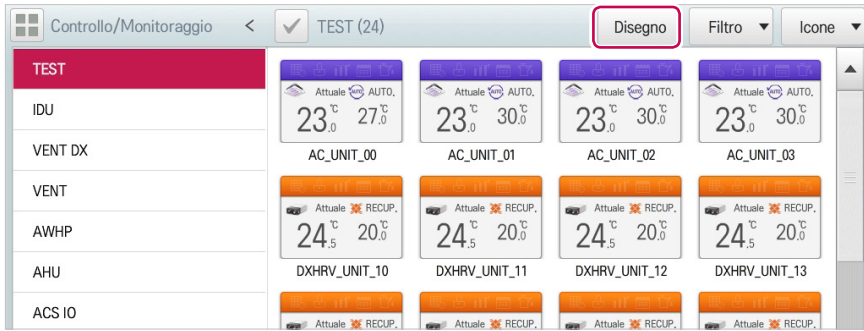 Controllo/Monitoraggio < TEST (24) Disegno Filtro Icone
TEST
IDU
VENT DX
VENT
AWHP
AHU
ACS IO
Attuale AUTO. Attuale AUTO. Attuale AUTO. Attuale AUTO.
23.0℃ 27.0℃ 23.0℃ 30.0℃ 23.0℃ 30.0℃ 23.0℃ 30.0℃
AC_UNIT_00 AC_UNIT_01 AC_UNIT_02 AC_UNIT_03
Attuale RECUP. Attuale RECUP. Attuale RECUP. Attuale RECUP.
24.5℃ 20.0℃ 24.5℃ 20.0℃ 24.5℃ 20.0℃ 24.5℃ 20.0℃
DXHRV_UNIT_10 DXHRV_UNIT_11 DXHRV_UNIT_12 DXHRV_UNIT_13
Attuale RECUP. Attuale RECUP. Attuale RECUP. Attuale RECUP.